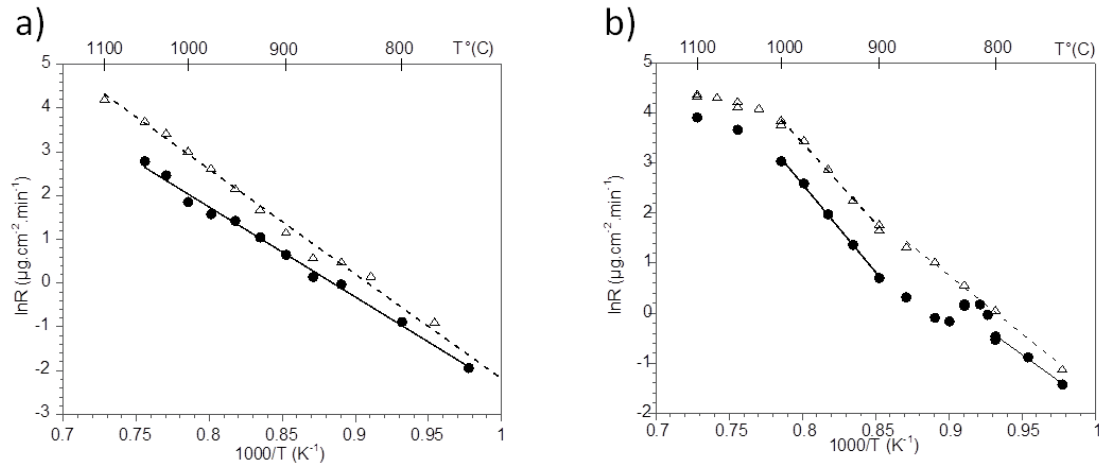 a)
1100 1000 900 800 T°(C)
5
4
3
2
1
0
-1
-2
-3
lnR (µg.cm-2.min-1)
0.7 0.75 0.8 0.85 0.9 0.95 1
1000/T (K-1)
b)
1100 1000 900 800 T°(C)
5
4
3
2
1
0
-1
-2
lnR (µg.cm-2.min-1)
0.7 0.75 0.8 0.85 0.9 0.95 1
1000/T (K-1)